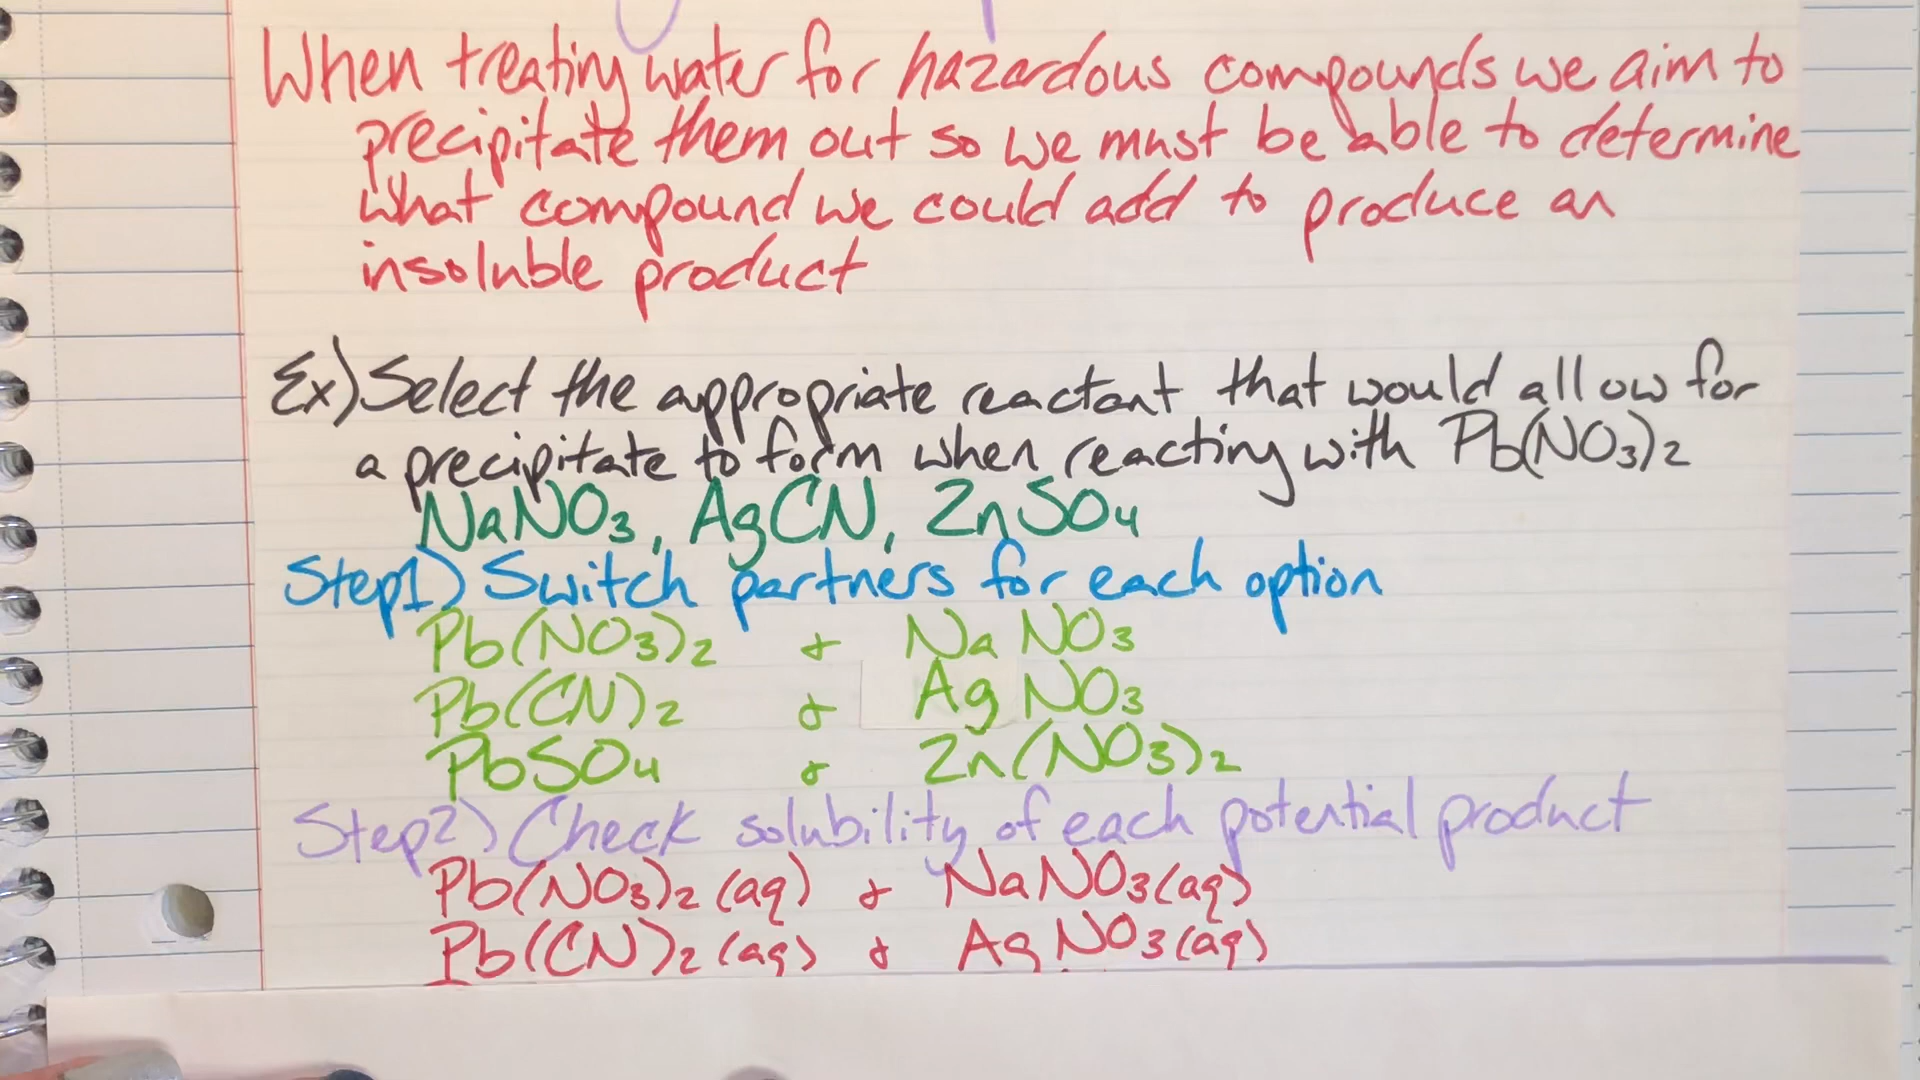 When treating water for hazardous compounds we aim to
precipitate them out so we must be able to determine
what compound we could add to produce an
insoluble product
Ex) Select the appropriate reactant that would allow for
a precipitate to form when reacting with Pb(NO₃)₂
NaNO₃, AgCN, ZnSO₄
Step1) Switch partners for each option
Pb(NO₃)₂ & NaNO₃
Pb(CN)₂ & AgNO₃
PbSO₄ & Zn(NO₃)₂
Step2) Check solubility of each potential product
Pb(NO₃)₂(aq) & NaNO₃(aq)
Pb(CN)₂(aq) & AgNO₃(aq)